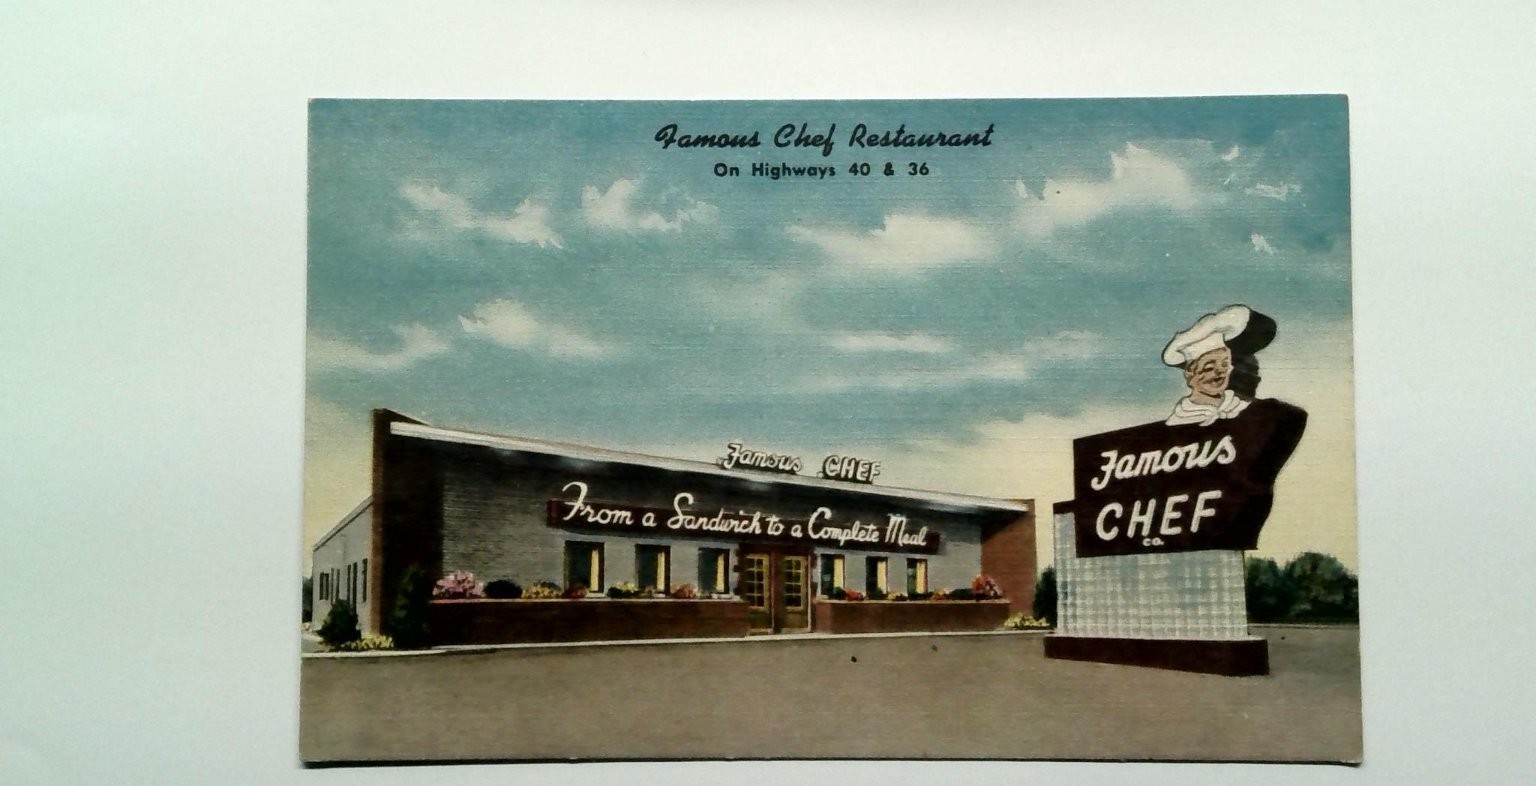 Famous Chef Restaurant
On Highways 40 & 36
Famous CHEF
From a Sandwich to a Complete Meal
Famous
CHEF
CO.